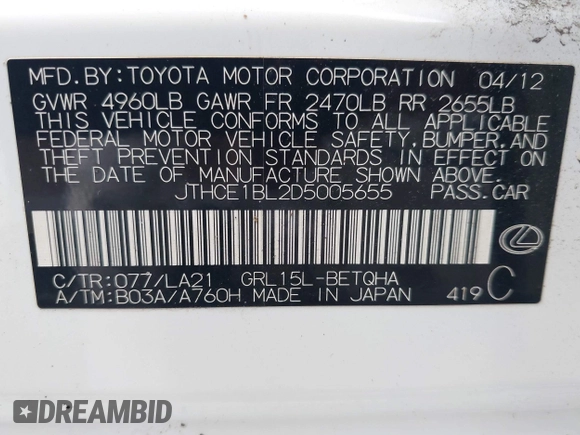 MFD.BY:TOYOTA MOTOR CORPORATION 04/12
GVWR 4960LB GAWR FR 2470LB RR 2655LB
THIS VEHICLE CONFORMS TO ALL APPLICABLE
FEDERAL MOTOR VEHICLE SAFETY,BUMPER,AND
THEFT PREVENTION STANDARDS IN EFFECT ON
THE DATE OF MANUFACTURE SHOWN ABOVE.
JTHCE1BL2D5005655 PASS.CAR
C/TR:077/LA21 GRL15L-BETQHA
A/TM:B03A/A760H MADE IN JAPAN 419 C
DREAMBID